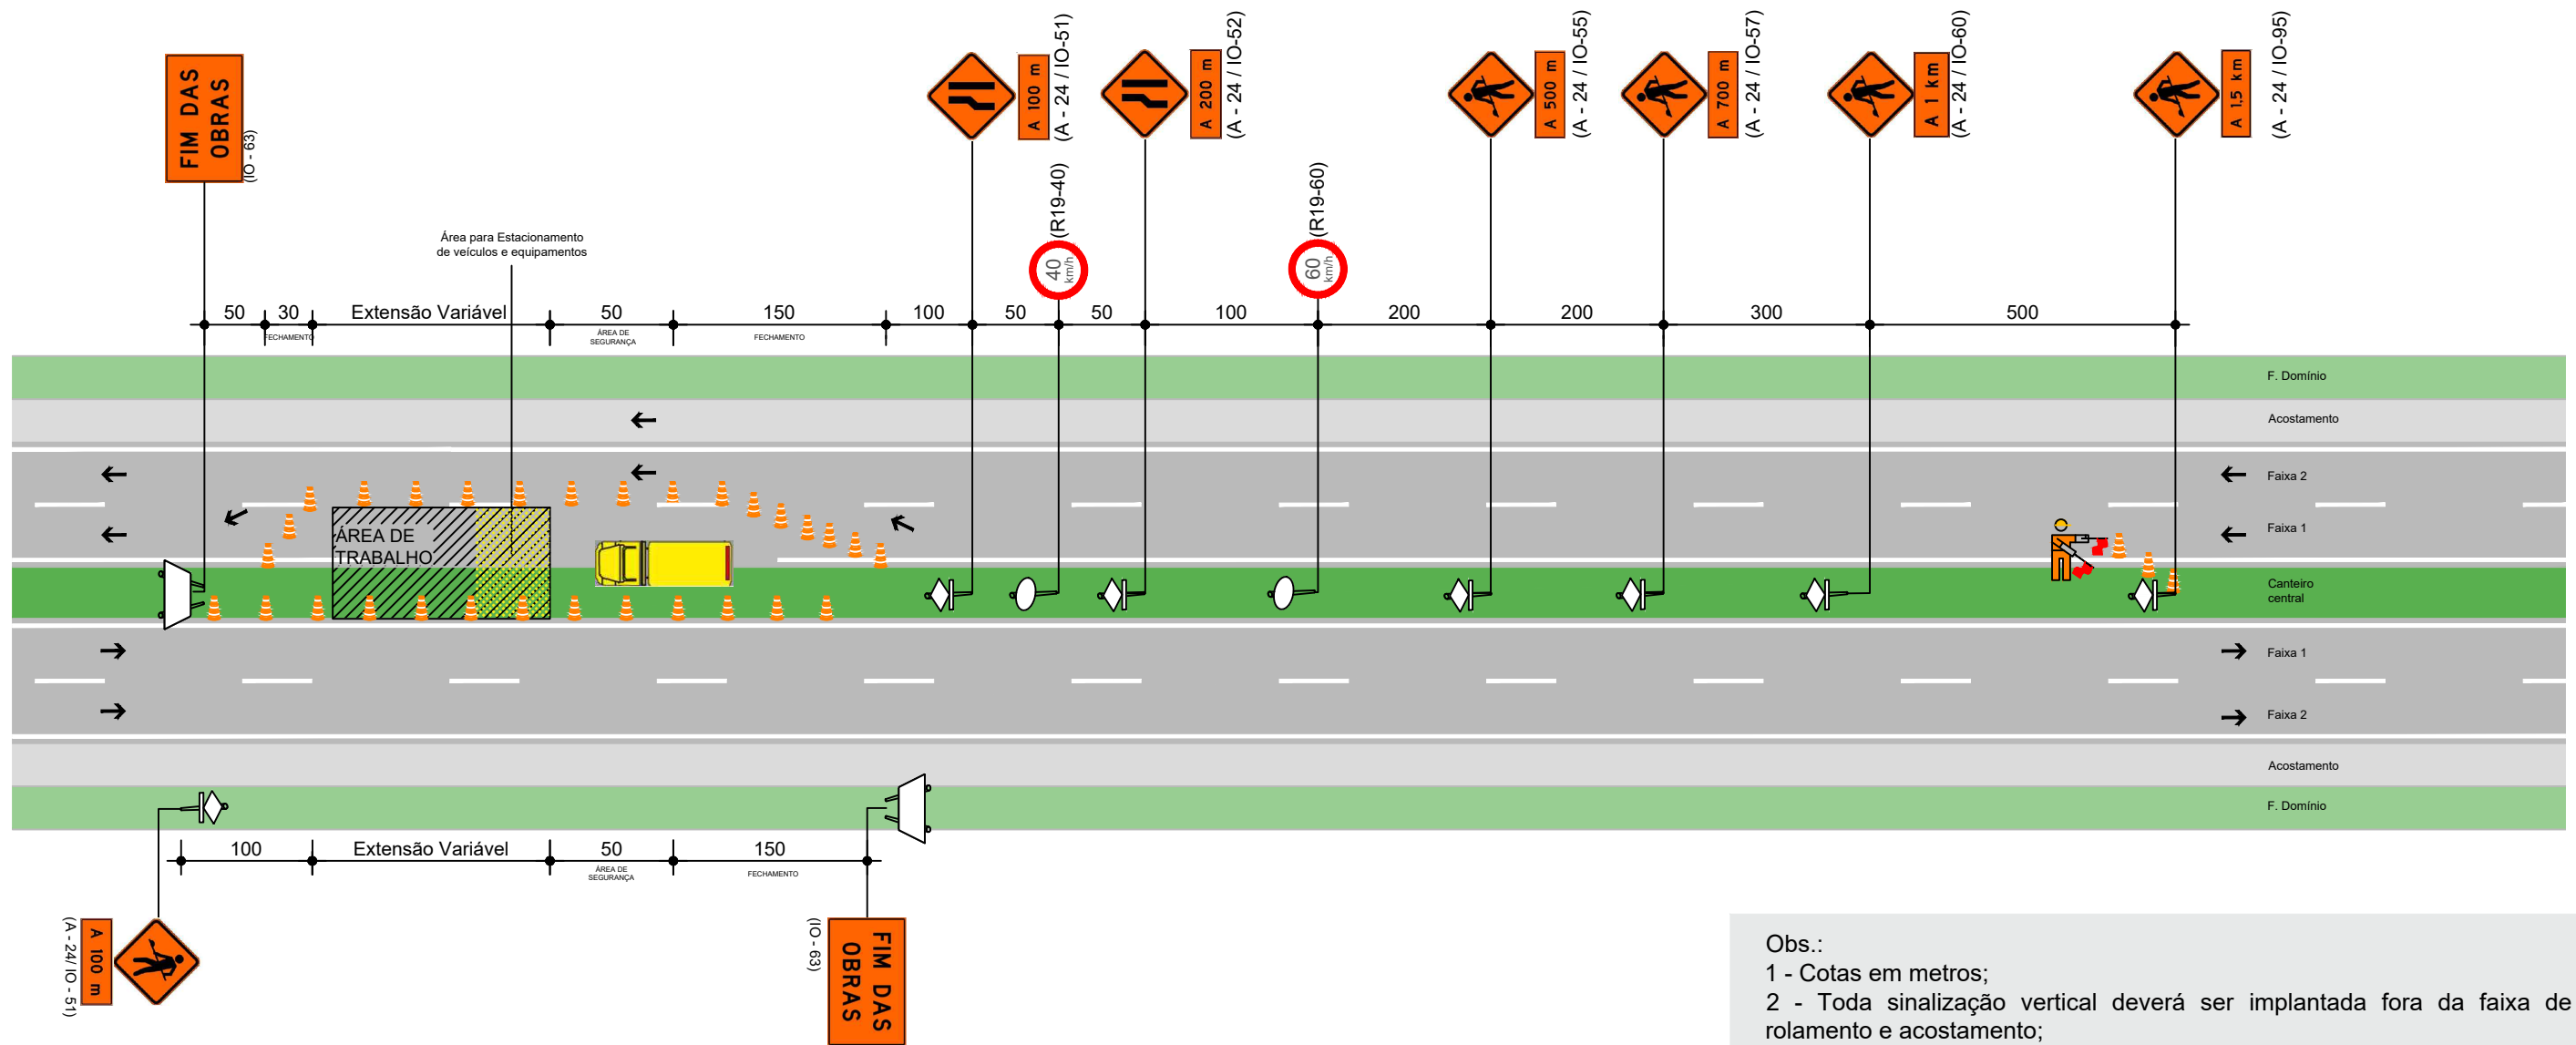 FIM DAS
OBRAS
(IO - 63)
A 100 m
(A - 24 / IO-51)
A 200 m
(A - 24 / IO-52)
A 500 m
(A - 24 / IO-55)
A 700 m
(A - 24 / IO-57)
A 1 km
(A - 24 / IO-60)
A 1,5 km
(A - 24 / IO-95)
(R19-40)
40
km/h
(R19-60)
60
km/h
Área para Estacionamento
de veículos e equipamentos
50 30 Extensão Variável 50 150 100 50 50 100 200 200 300 500
FECHAMENTO
ÁREA DE
SEGURANÇA
FECHAMENTO
F. Domínio
Acostamento
Faixa 2
Faixa 1
ÁREA DE
TRABALHO
Canteiro
central
Faixa 1
Faixa 2
Acostamento
F. Domínio
100 Extensão Variável 50 150
ÁREA DE
SEGURANÇA
FECHAMENTO
A 100 m
(A - 24/ IO - 51)
FIM DAS
OBRAS
(IO - 63)
Obs.:
1 - Cotas em metros;
2 - Toda sinalização vertical deverá ser implantada fora da faixa de
rolamento e acostamento;